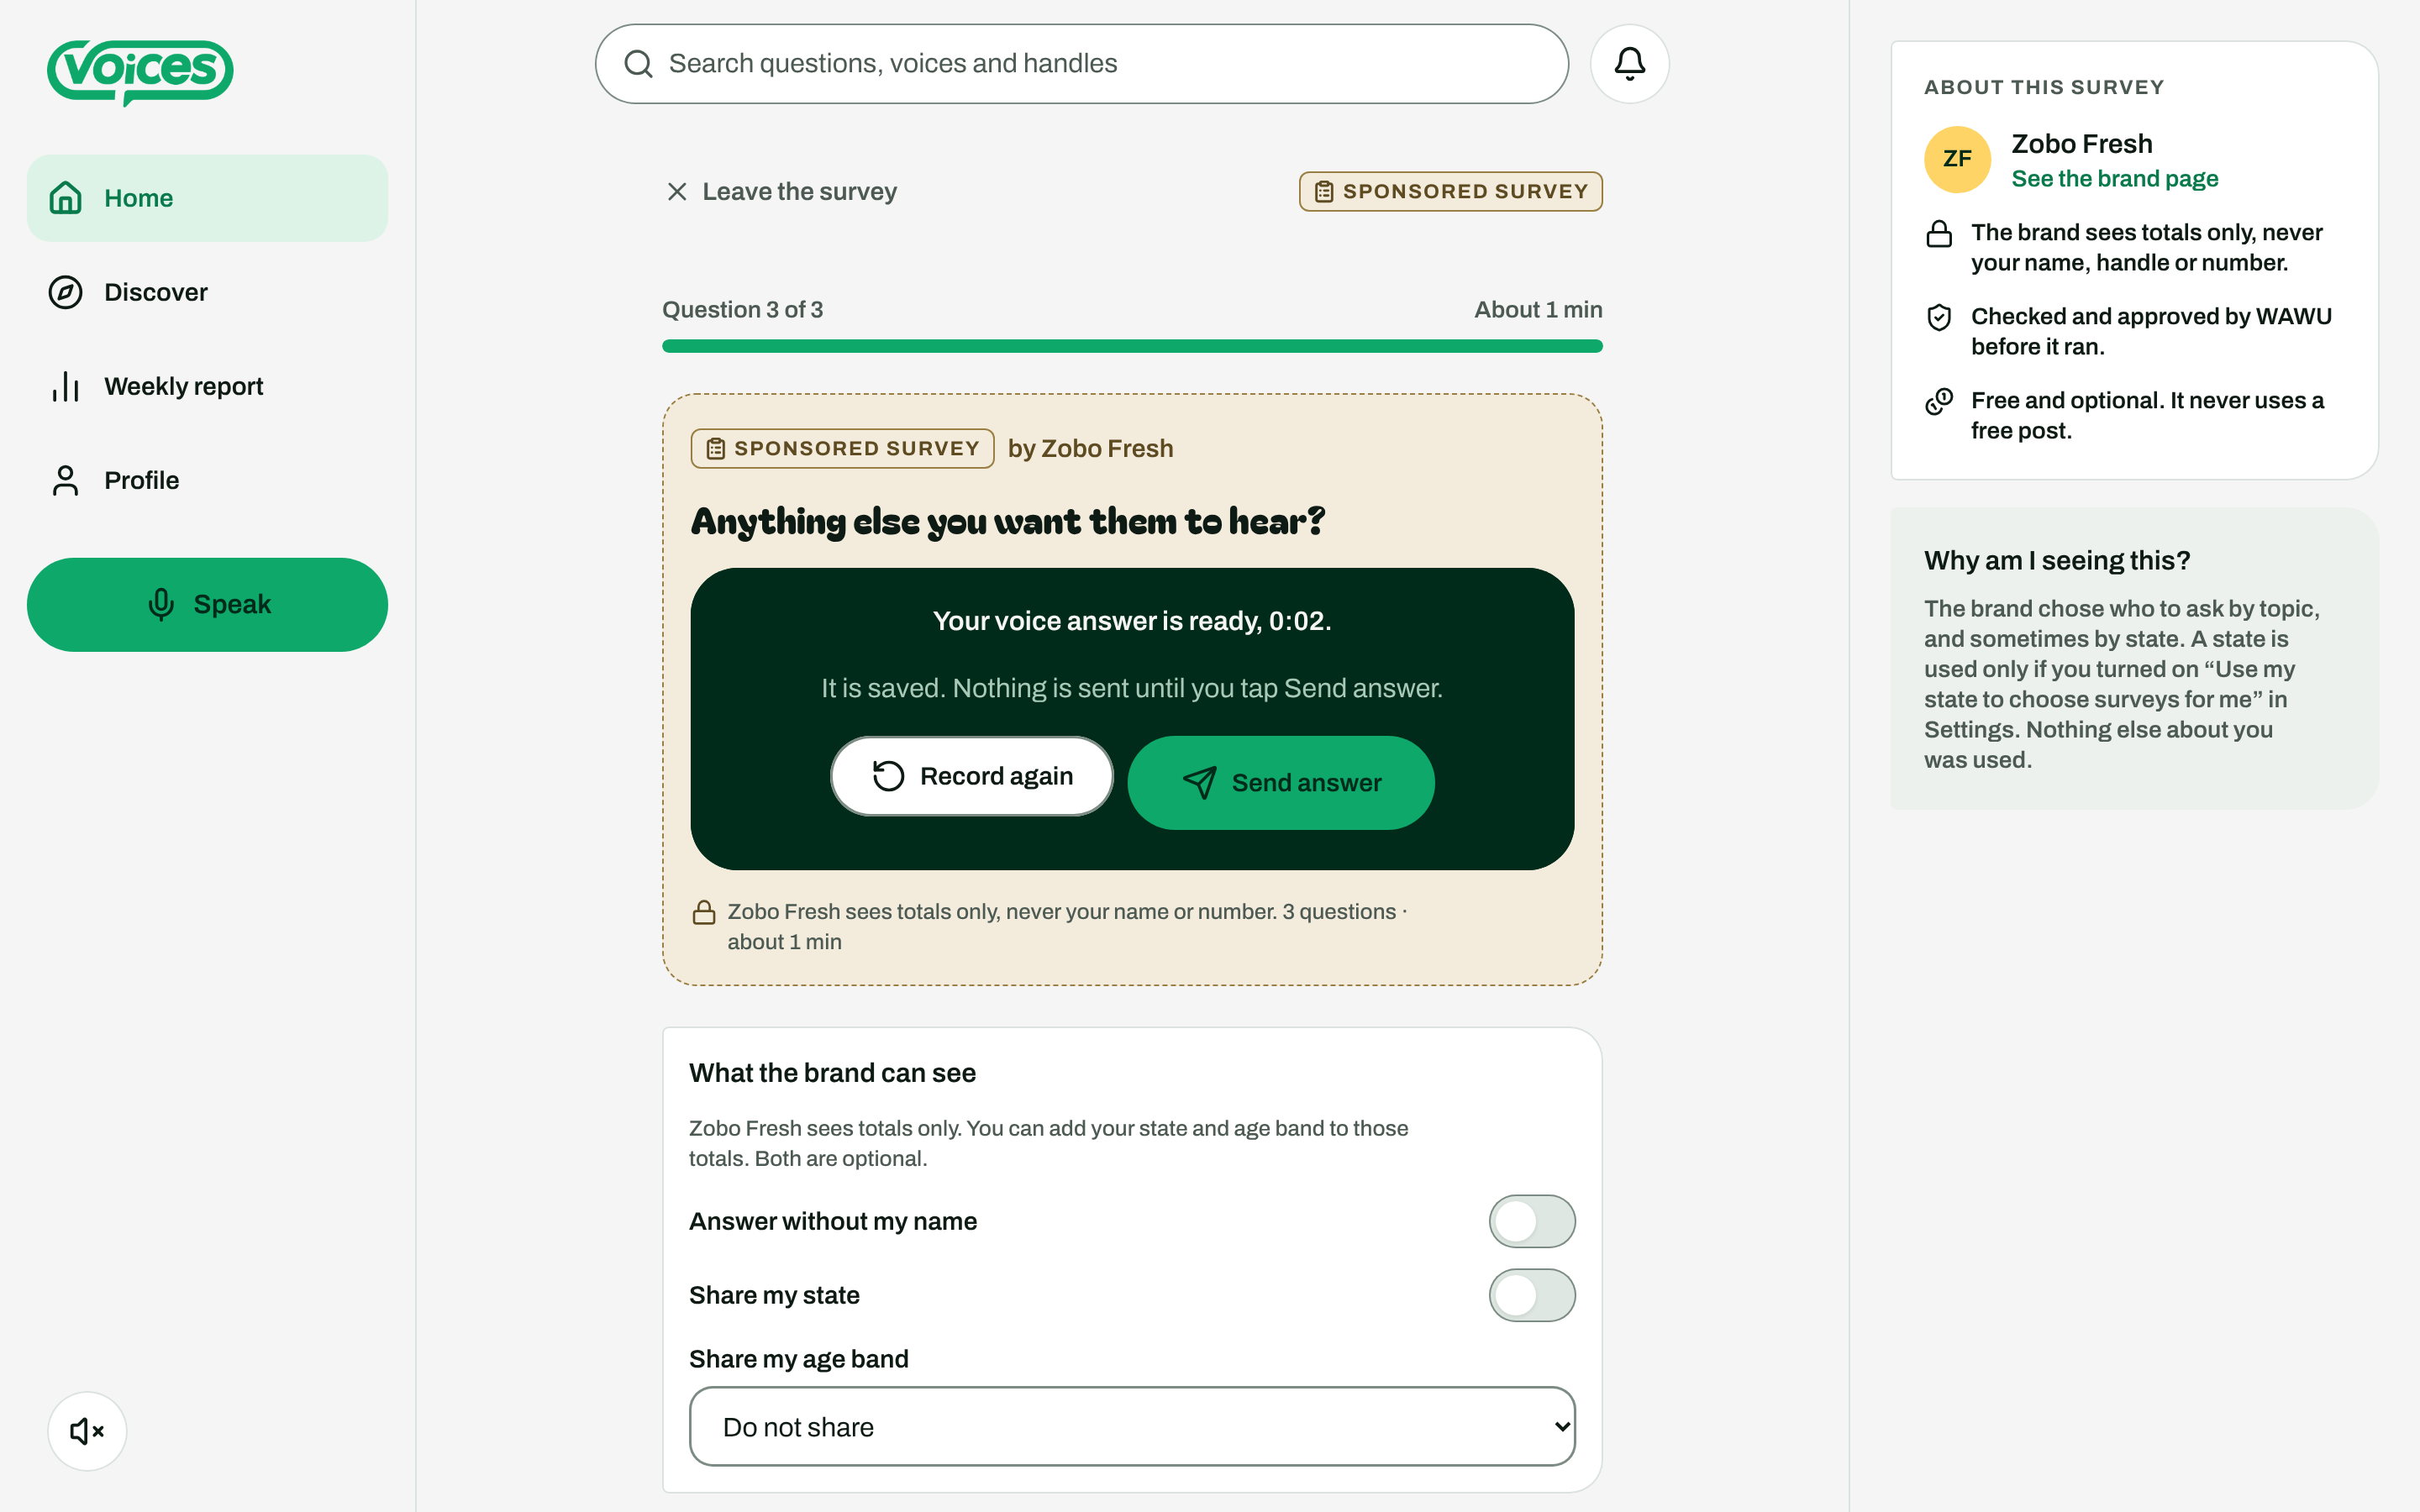 Voices
Home
Discover
Weekly report
Profile
Speak
Search questions, voices and handles
Leave the survey
SPONSORED SURVEY
Question 3 of 3
About 1 min
SPONSORED SURVEY
by Zobo Fresh
Anything else you want them to hear?
Your voice answer is ready, 0:02.
It is saved. Nothing is sent until you tap Send answer.
Record again
Send answer
Zobo Fresh sees totals only, never your name or number. 3 questions ·
about 1 min
What the brand can see
Zobo Fresh sees totals only. You can add your state and age band to those
totals. Both are optional.
Answer without my name
Share my state
Share my age band
Do not share
ABOUT THIS SURVEY
ZF
Zobo Fresh
See the brand page
The brand sees totals only, never
your name, handle or number.
Checked and approved by WAWU
before it ran.
Free and optional. It never uses a
free post.
Why am I seeing this?
The brand chose who to ask by topic,
and sometimes by state. A state is
used only if you turned on “Use my
state to choose surveys for me” in
Settings. Nothing else about you
was used.